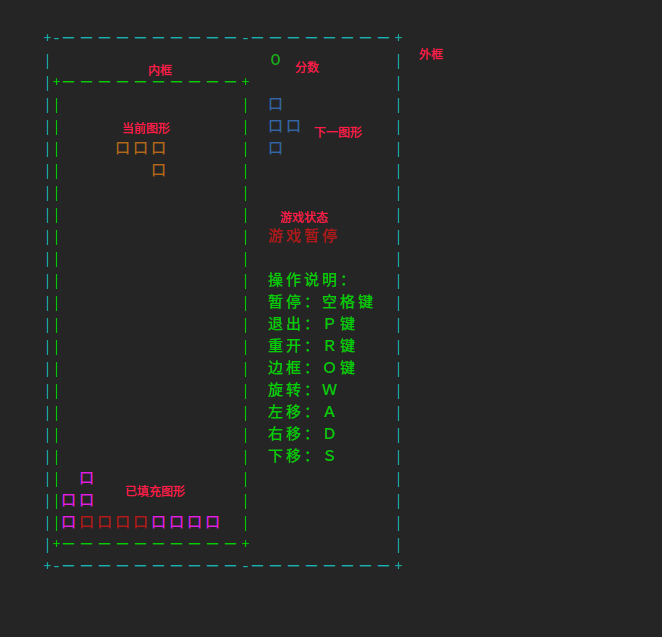 外框
0
分数
内框
当前图形
下一图形
游戏状态
游戏暂停
操作说明：
暂停：空格键
退出：P键
重开：R键
边框：O键
旋转：W
左移：A
右移：D
下移：S
已填充图形